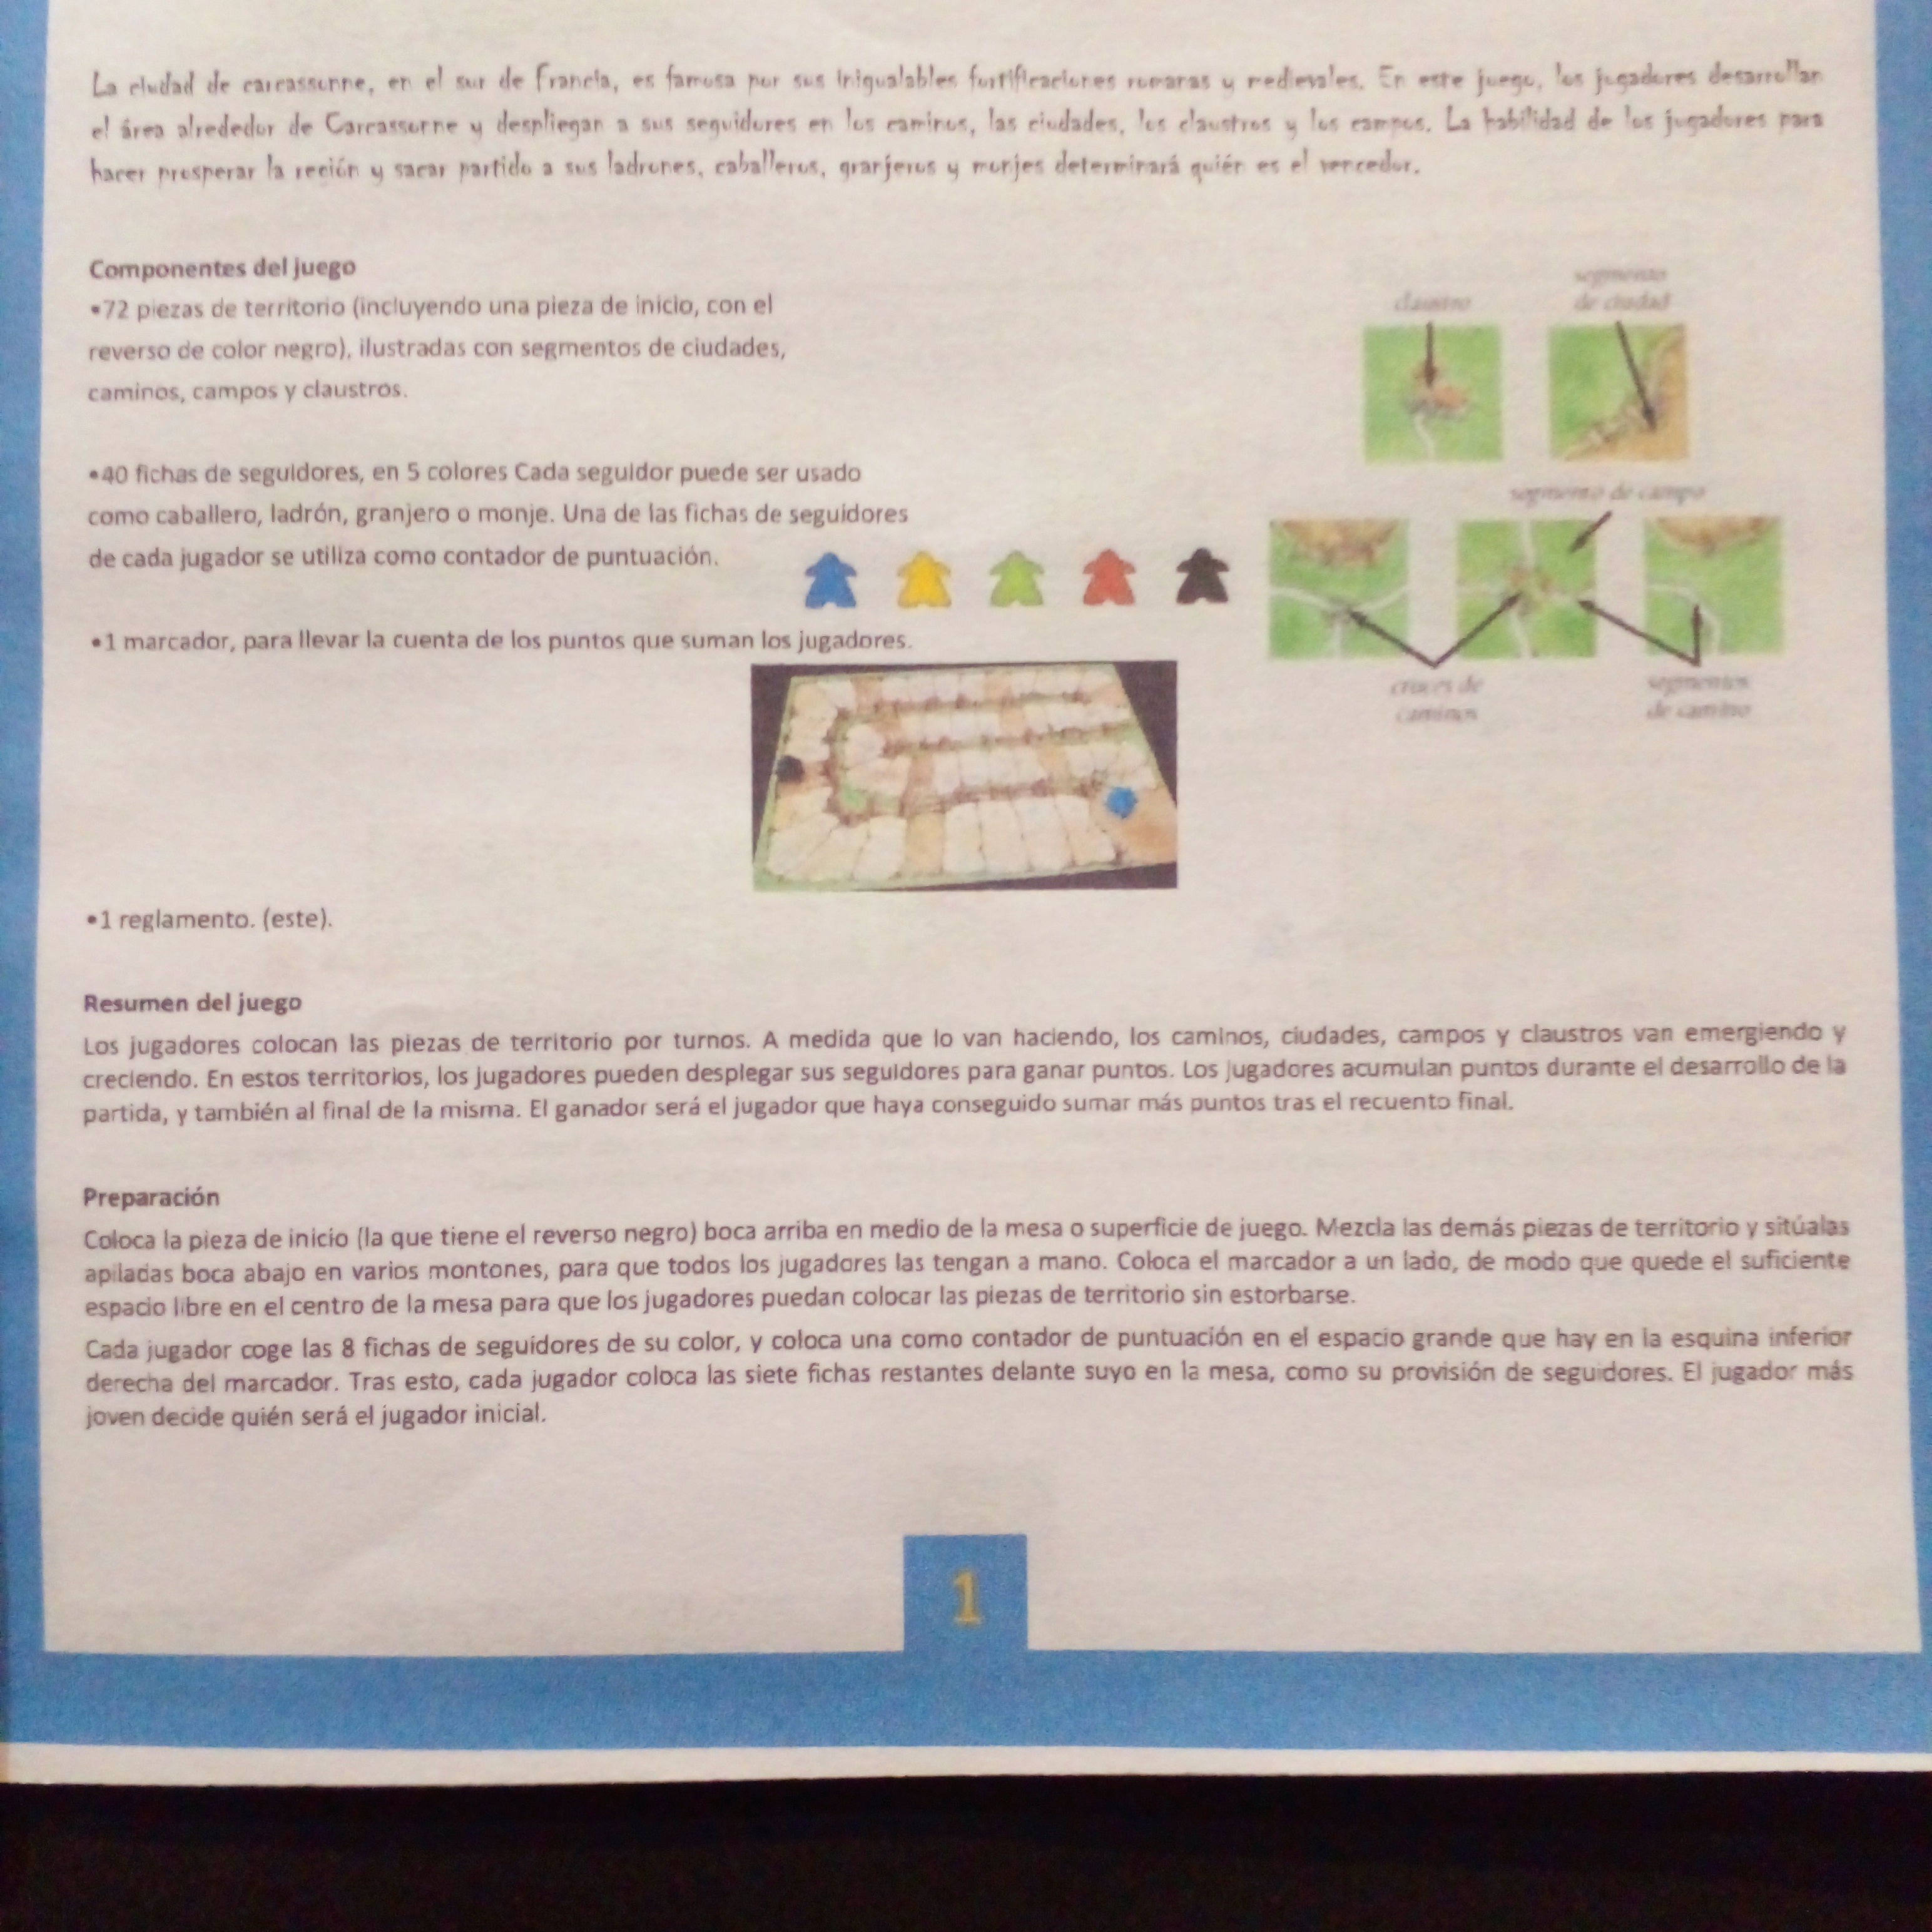 La ciudad de carcassonne, en el sur de Francia, es famosa por sus inigualables fortificaciones romanas y medievales. En este juego, los jugadores desarrollan
el área alrededor de Carcassonne y despliegan a sus seguidores en los caminos, las ciudades, los claustros y los campos. La habilidad de los jugadores para
hacer prosperar la reción y sacar partido a sus ladrones, caballeros, granjeros y monjes determinará quién es el vencedor.
Componentes del juego
•72 piezas de territorio (incluyendo una pieza de inicio, con el
reverso de color negro), ilustradas con segmentos de ciudades,
caminos, campos y claustros.
claustro
segmento
de ciudad
•40 fichas de seguidores, en 5 colores Cada seguidor puede ser usado
como caballero, ladrón, granjero o monje. Una de las fichas de seguidores
de cada jugador se utiliza como contador de puntuación.
segmento de campo
cruces de
caminos
segmentos
de camino
•1 marcador, para llevar la cuenta de los puntos que suman los jugadores.
•1 reglamento. (este).
Resumen del juego
Los jugadores colocan las piezas de territorio por turnos. A medida que lo van haciendo, los caminos, ciudades, campos y claustros van emergiendo y
creciendo. En estos territorios, los jugadores pueden desplegar sus seguidores para ganar puntos. Los jugadores acumulan puntos durante el desarrollo de la
partida, y también al final de la misma. El ganador será el jugador que haya conseguido sumar más puntos tras el recuento final.
Preparación
Coloca la pieza de inicio (la que tiene el reverso negro) boca arriba en medio de la mesa o superficie de juego. Mezcla las demás piezas de territorio y sitúalas
apiladas boca abajo en varios montones, para que todos los jugadores las tengan a mano. Coloca el marcador a un lado, de modo que quede el suficiente
espacio libre en el centro de la mesa para que los jugadores puedan colocar las piezas de territorio sin estorbarse.
Cada jugador coge las 8 fichas de seguidores de su color, y coloca una como contador de puntuación en el espacio grande que hay en la esquina inferior
derecha del marcador. Tras esto, cada jugador coloca las siete fichas restantes delante suyo en la mesa, como su provisión de seguidores. El jugador más
joven decide quién será el jugador inicial.
1